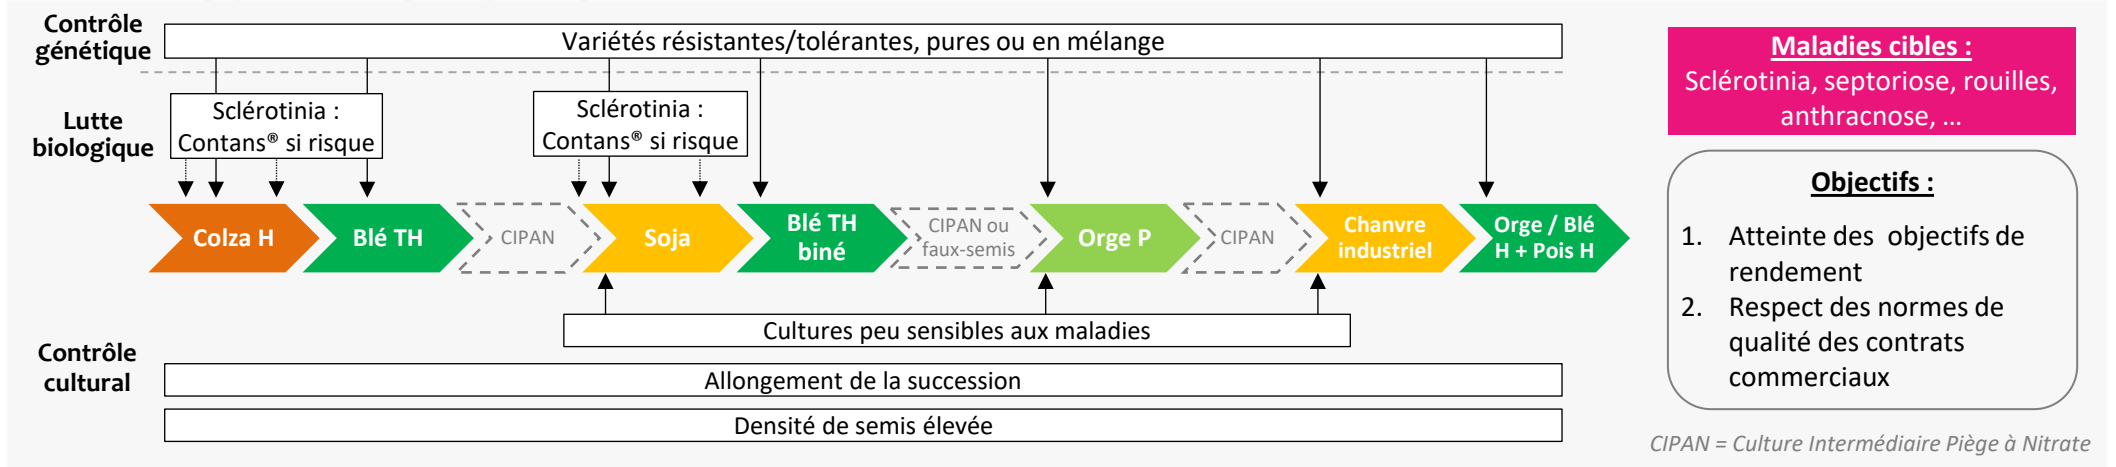 Contrôle
génétique
Variétés résistantes/tolérantes, pures ou en mélange
Lutte
biologique
Sclérotinia :
Contans® si risque
Sclérotinia :
Contans® si risque
Colza H
Blé TH
CIPAN
Soja
Blé TH
biné
CIPAN ou
faux-semis
Orge P
CIPAN
Chanvre
industriel
Orge / Blé
H + Pois H
Cultures peu sensibles aux maladies
Contrôle
cultural
Allongement de la succession
Densité de semis élevée
Maladies cibles :
Sclérotinia, septoriose, rouilles,
anthracnose, ...
Objectifs :
1. Atteinte des objectifs de
rendement
2. Respect des normes de
qualité des contrats
commerciaux
CIPAN = Culture Intermédiaire Piège à Nitrate